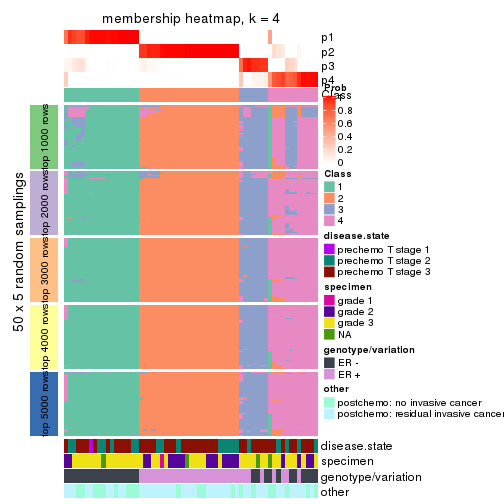 membership heatmap, k = 4
p1
p2
p3
p4
Prob
1
0.8
0.6
0.4
0.2
0
Class
Class
1
2
3
4
disease.state
prechemo T stage 1
prechemo T stage 2
prechemo T stage 3
specimen
grade 1
grade 2
grade 3
NA
genotype/variation
ER -
ER +
other
postchemo: no invasive cancer
postchemo: residual invasive cancer
50 x 5 random samplings
top 1000 rows
top 2000 rows
top 3000 rows
top 4000 rows
top 5000 rows
disease.state
specimen
genotype/variation
other